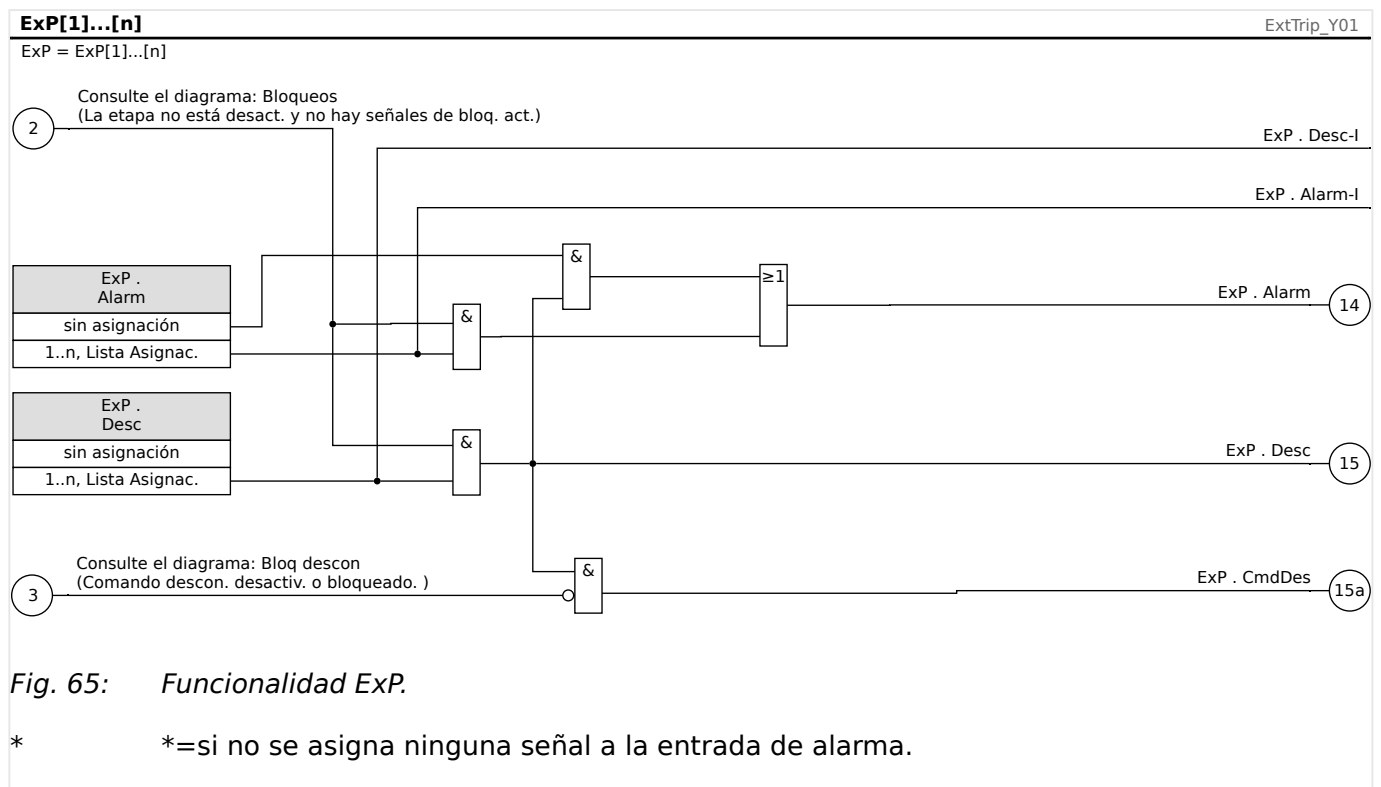 ExP[1]...[n]
ExtTrip_Y01
ExP = ExP[1]...[n]
Consulte el diagrama: Bloqueos
(La etapa no está desact. y no hay señales de bloq. act.)
2
ExP . Desc-I
ExP . Alarm-I
&
ExP .
Alarm
≥1
ExP . Alarm
14
sin asignación
&
1..n, Lista Asignac.
ExP .
Desc
&
sin asignación
ExP . Desc
15
1..n, Lista Asignac.
Consulte el diagrama: Bloq descon
(Comando descon. desactiv. o bloqueado. )
3
&
ExP . CmdDes
15a
Fig. 65: Funcionalidad ExP.
* *=si no se asigna ninguna señal a la entrada de alarma.